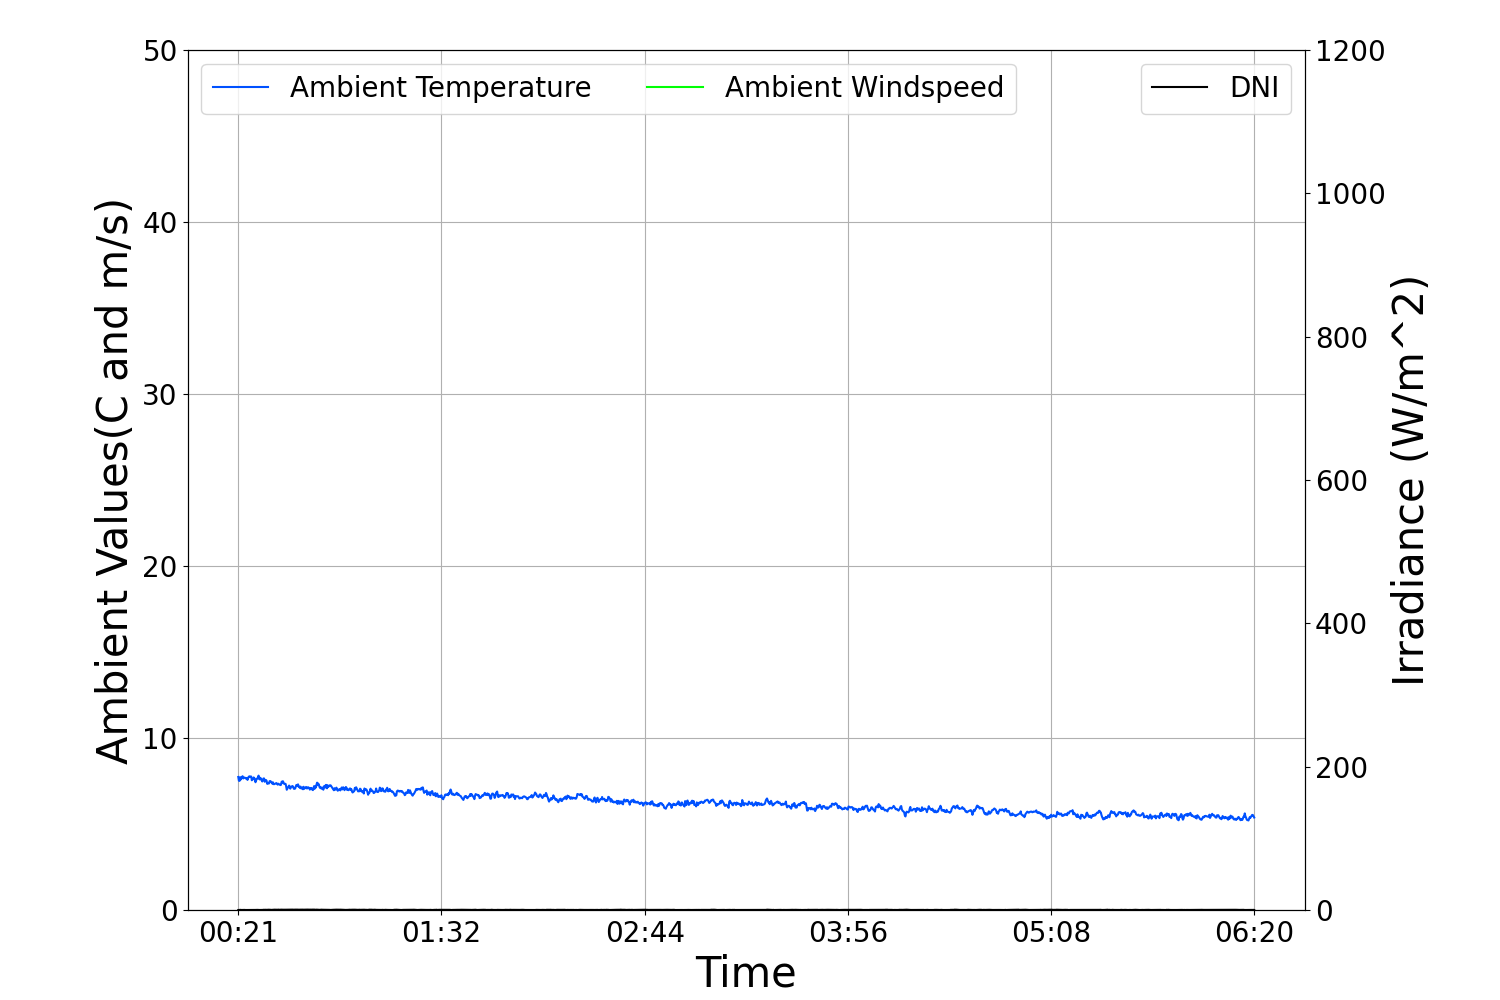 Ambient Temperature
Ambient Windspeed
DNI
Ambient Values(C and m/s)
50
40
30
20
10
0
1200
1000
800
600
400
200
0
Irradiance (W/m^2)
00:21 01:32 02:44 03:56 05:08 06:20
Time